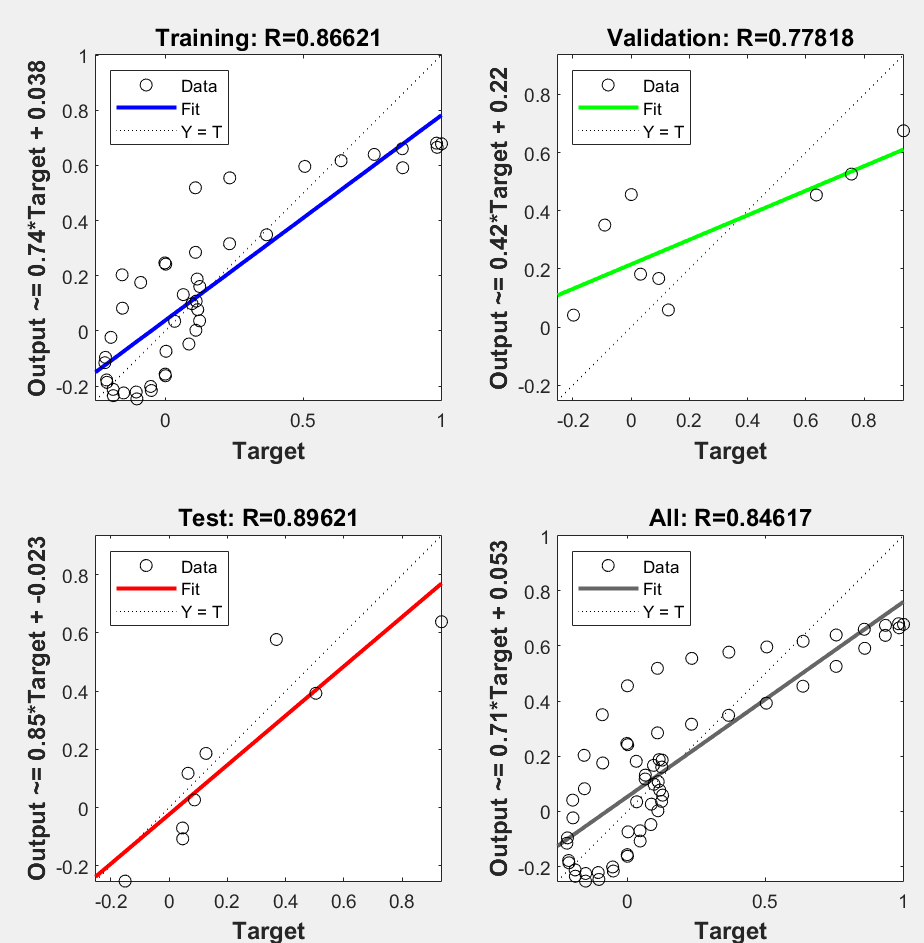 Training: R=0.86621
Output ~= 0.74*Target + 0.038
1
0.8
0.6
0.4
0.2
0
-0.2
Data
Fit
Y = T
0 0.5 1
Target
Validation: R=0.77818
Output ~= 0.42*Target + 0.22
0.8
0.6
0.4
0.2
0
-0.2
Data
Fit
Y = T
-0.2 0 0.2 0.4 0.6 0.8
Target
Test: R=0.89621
Output ~= 0.85*Target + -0.023
0.8
0.6
0.4
0.2
0
-0.2
Data
Fit
Y = T
-0.2 0 0.2 0.4 0.6 0.8
Target
All: R=0.84617
Output ~= 0.71*Target + 0.053
1
0.8
0.6
0.4
0.2
0
-0.2
Data
Fit
Y = T
0 0.5 1
Target